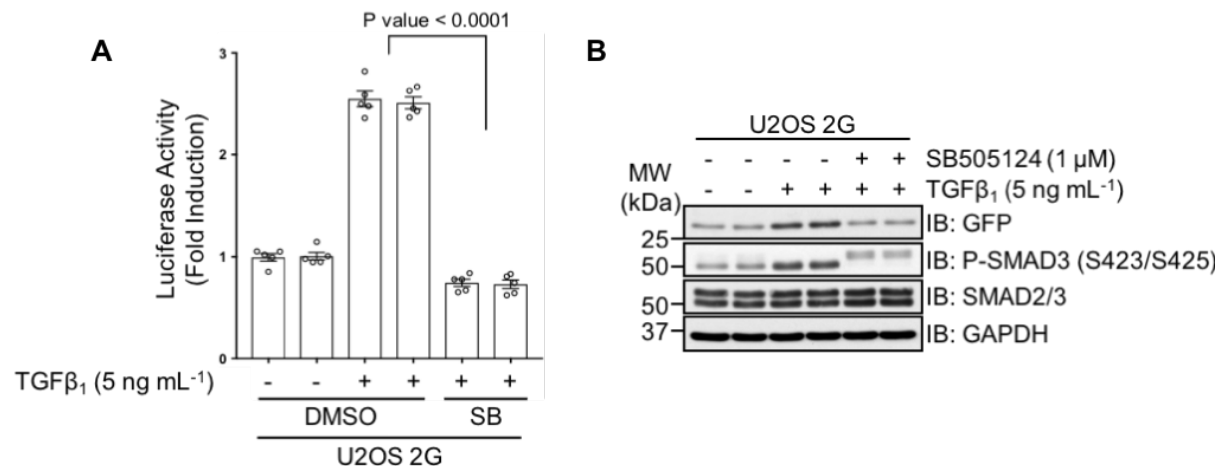 A
P value < 0.0001
Luciferase Activity
(Fold Induction)
3
2
1
0
TGFβ₁ (5 ng mL⁻¹) - - + + + +
DMSO SB
U2OS 2G
B
U2OS 2G
- - - - + + SB505124 (1 µM)
MW
(kDa)
- - + + + + TGFβ₁ (5 ng mL⁻¹)
IB: GFP
25
50 IB: P-SMAD3 (S423/S425)
50 IB: SMAD2/3
37 IB: GAPDH